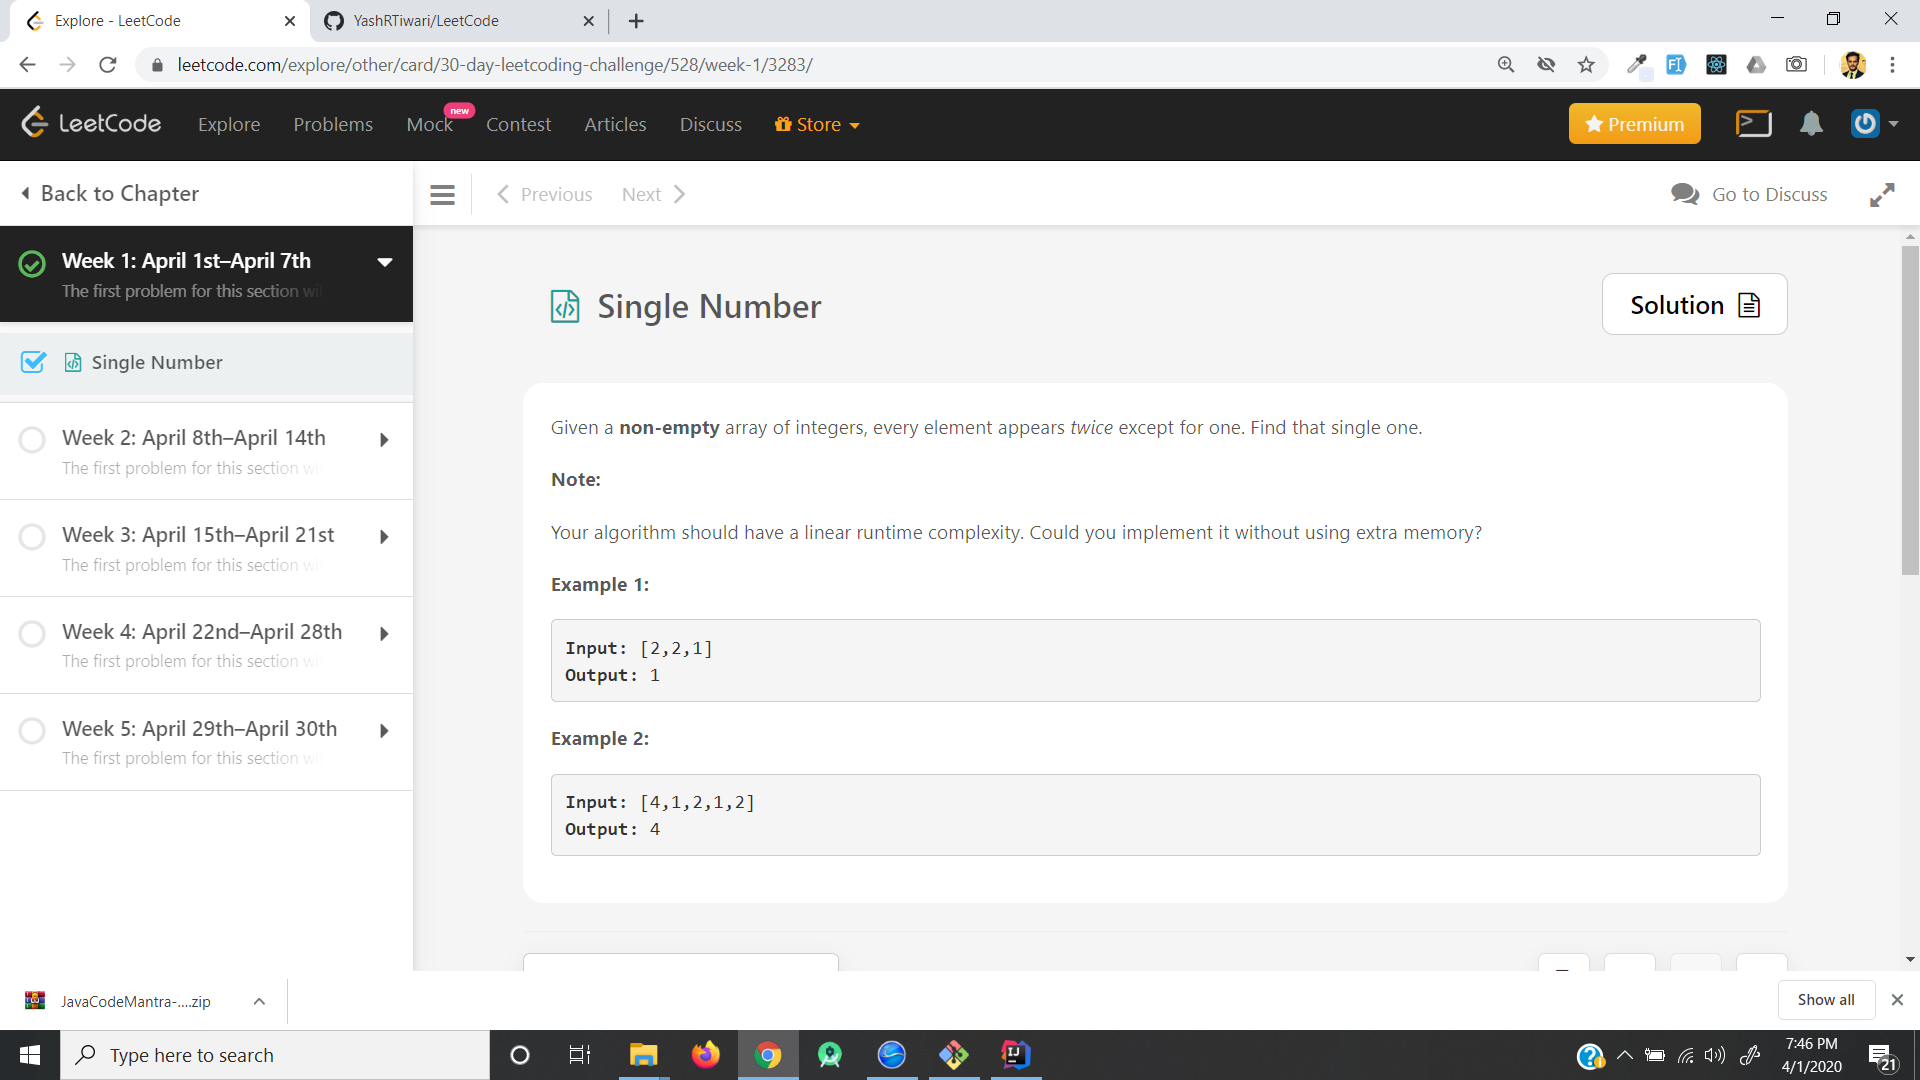 Explore - LeetCode
YashRTiwari/LeetCode
leetcode.com/explore/other/card/30-day-leetcoding-challenge/528/week-1/3283/
LeetCode
Explore
Problems
Mock
new
Contest
Articles
Discuss
Store
Premium
Back to Chapter
Previous
Next
Go to Discuss
Week 1: April 1st–April 7th
The first problem for this section wi
Single Number
Week 2: April 8th–April 14th
The first problem for this section wi
Week 3: April 15th–April 21st
The first problem for this section wi
Week 4: April 22nd–April 28th
The first problem for this section wi
Week 5: April 29th–April 30th
The first problem for this section wi
Single Number
Solution
Given a non-empty array of integers, every element appears twice except for one. Find that single one.
Note:
Your algorithm should have a linear runtime complexity. Could you implement it without using extra memory?
Example 1:
Input: [2,2,1]
Output: 1
Example 2:
Input: [4,1,2,1,2]
Output: 4
JavaCodeMantra-....zip
Show all
Type here to search
7:46 PM
4/1/2020
21